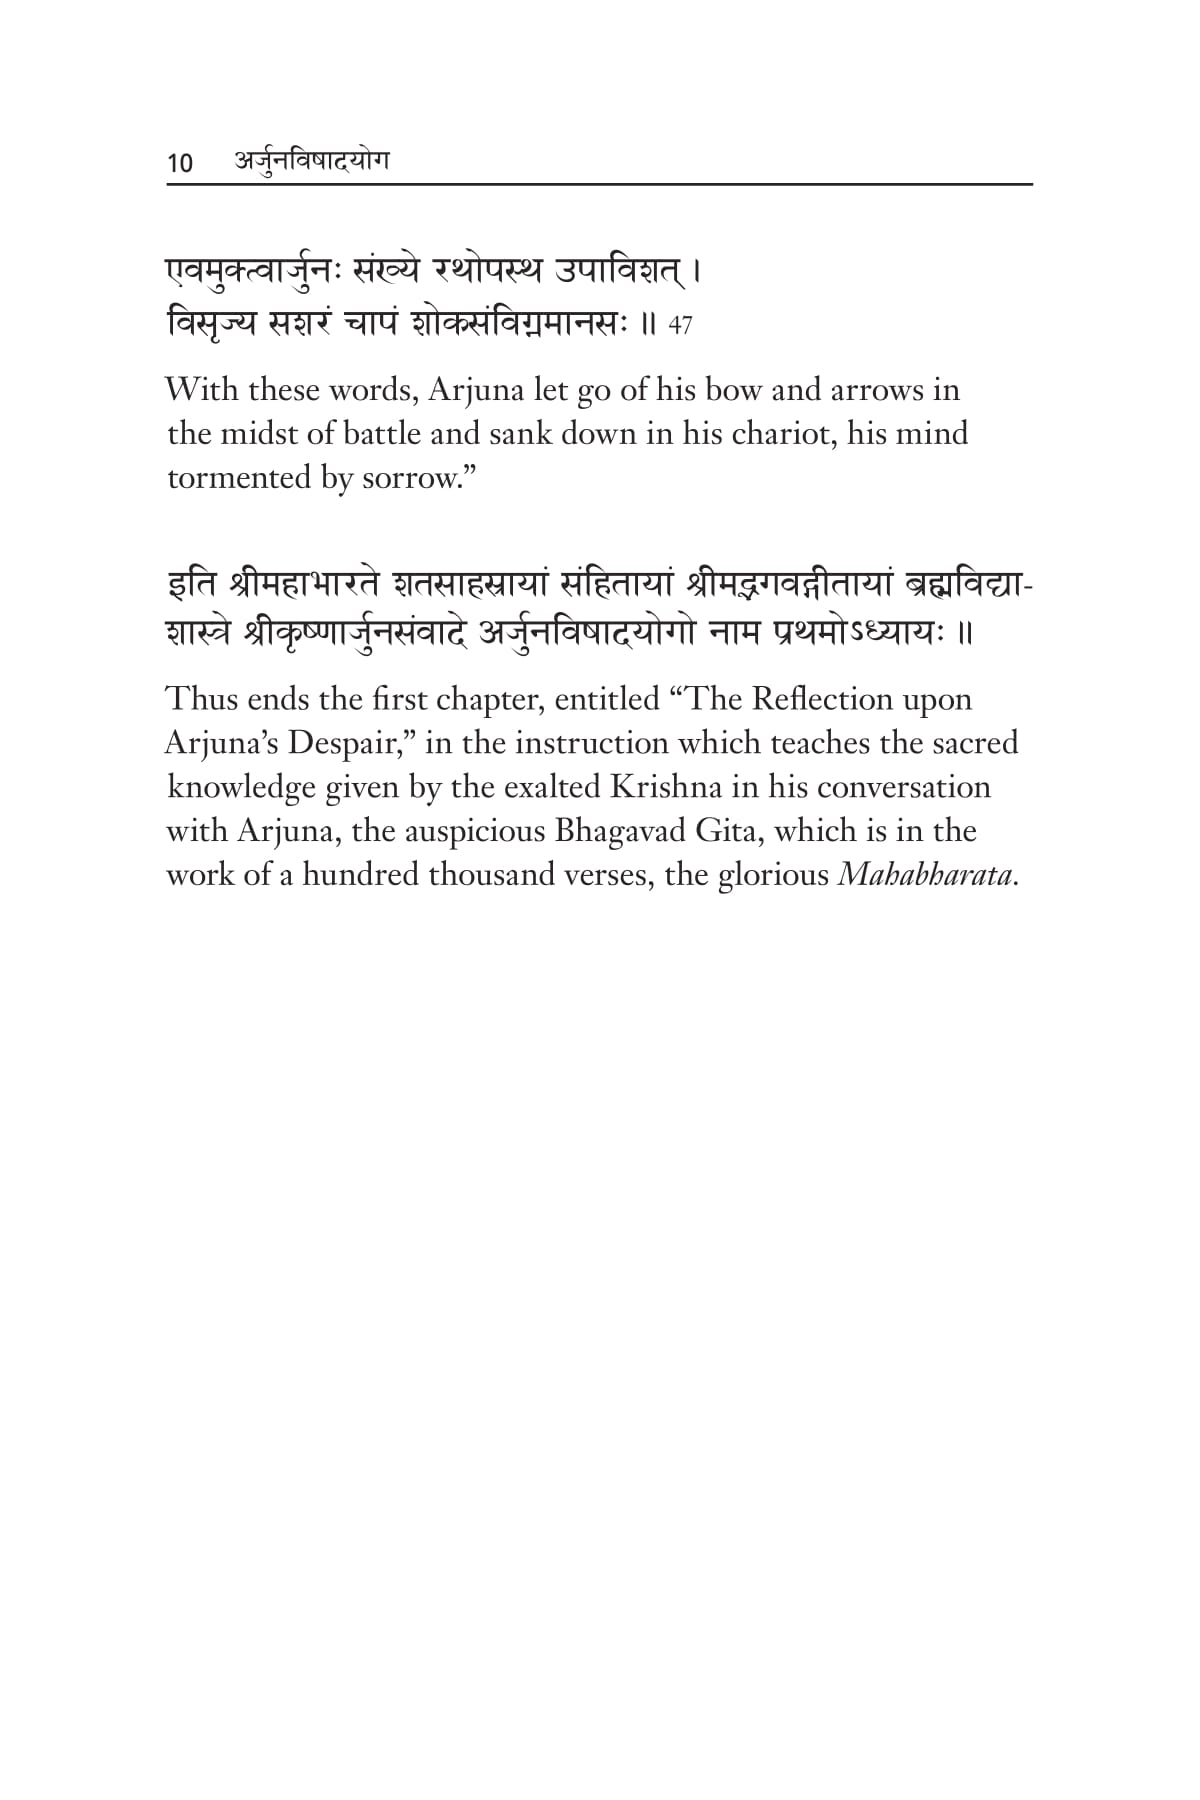 10 अर्जुनविषादयोग
एवमुक्त्वार्जुनः संख्ये रथोपस्थ उपाविशत् ।
विसृज्य सशरं चापं शोकसंविग्नमानसः ॥ 47
With these words, Arjuna let go of his bow and arrows in
the midst of battle and sank down in his chariot, his mind
tormented by sorrow.”
इति श्रीमहाभारते शतसाहस्रायां संहितायां श्रीमद्भगवद्गीतायां ब्रह्मविद्या-
शास्त्रे श्रीकृष्णार्जुनसंवादे अर्जुनविषादयोगो नाम प्रथमोऽध्यायः ॥
Thus ends the first chapter, entitled “The Reflection upon
Arjuna’s Despair,” in the instruction which teaches the sacred
knowledge given by the exalted Krishna in his conversation
with Arjuna, the auspicious Bhagavad Gita, which is in the
work of a hundred thousand verses, the glorious Mahabharata.